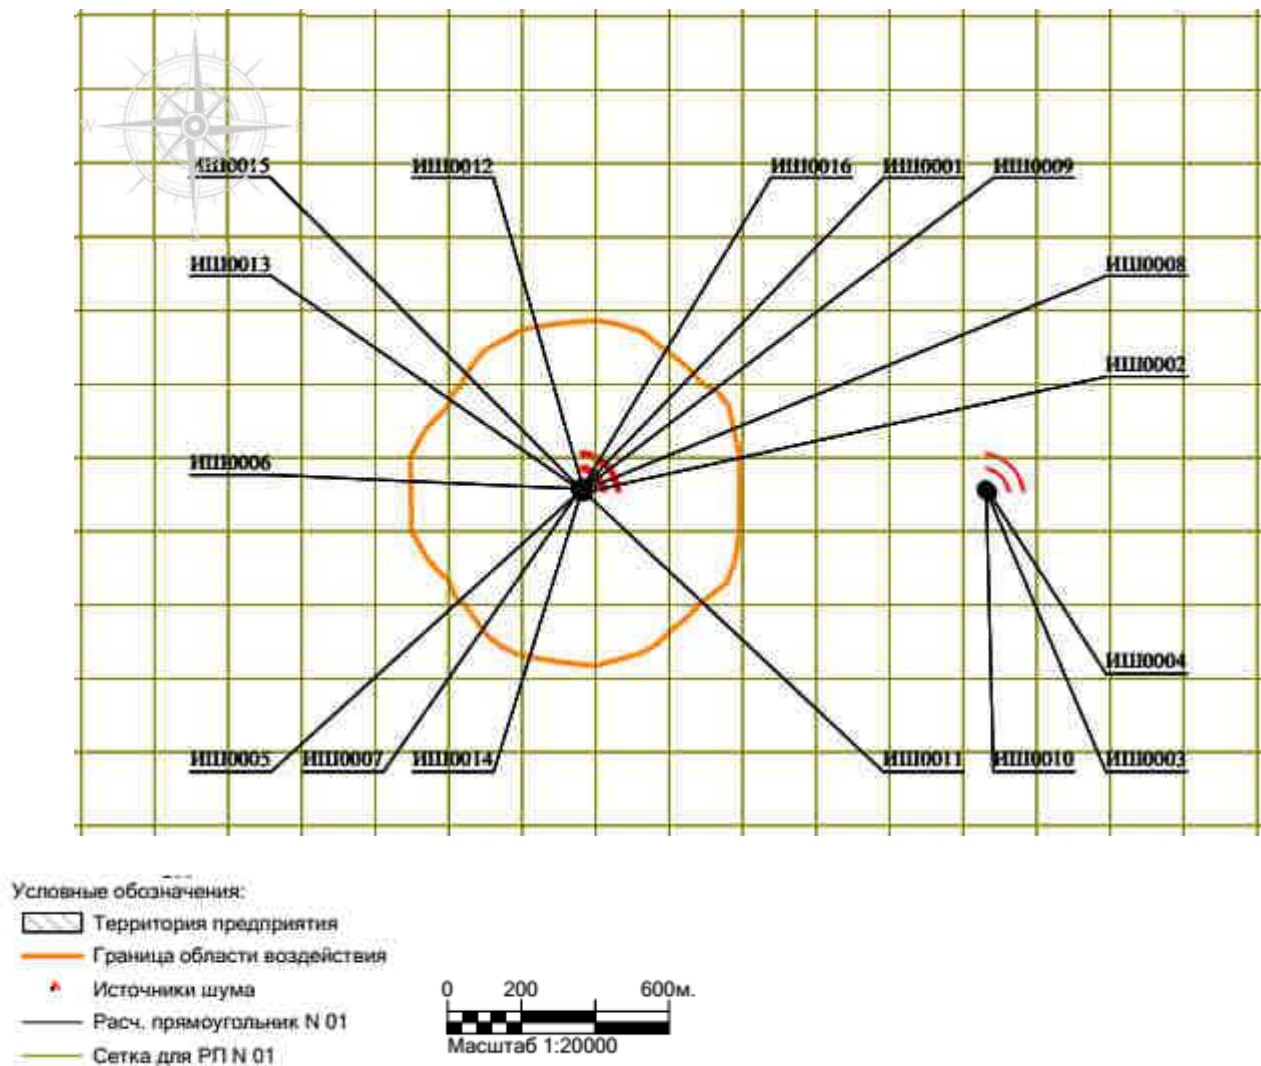 N
W
E
S
ИШ0015 ИШ0012 ИШ0016 ИШ0001 ИШ0009
ИШ0013 ИШ0008
ИШ0002
ИШ0006
ИШ0004
ИШ0005 ИШ0007 ИШ0014 ИШ0011 ИШ0010 ИШ0003
Условные обозначения:
Территория предприятия
Граница области воздействия
Источники шума
Расч. прямоугольник N 01
Сетка для РП N 01
0 200 600м.
Масштаб 1:20000